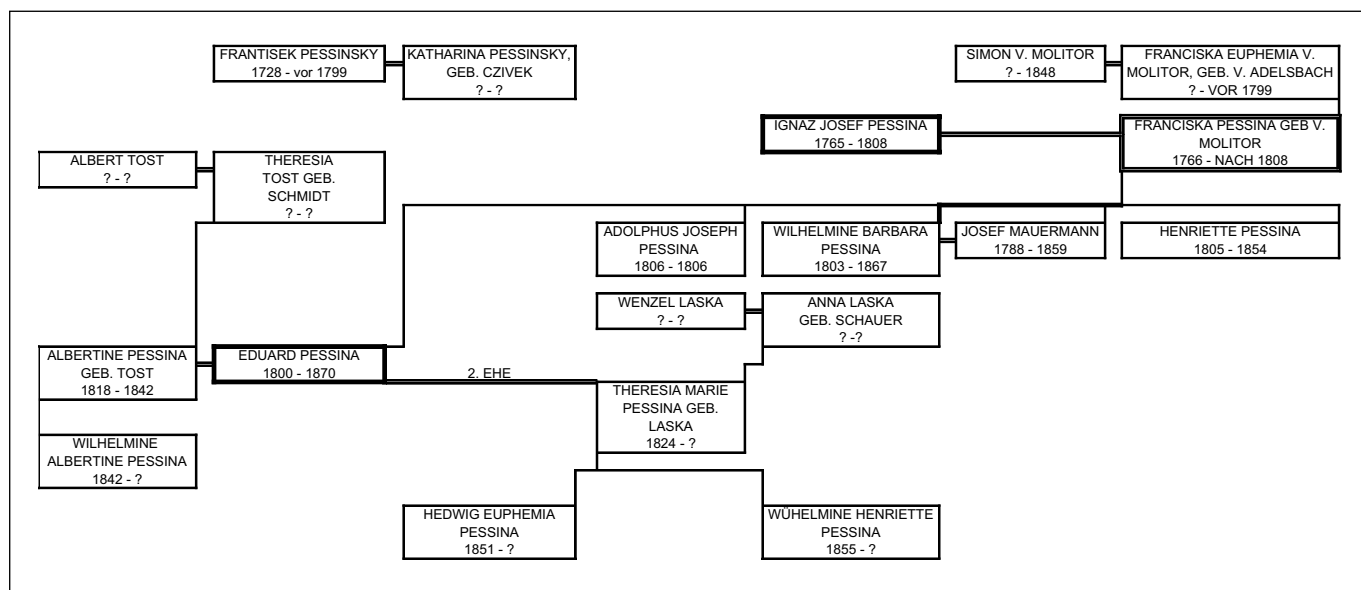 FRANTISEK PESSINSKY
1728 - vor 1799
KATHARINA PESSINSKY,
GEB. CZIVEK
? - ?
SIMON V. MOLITOR
? - 1848
FRANCISKA EUPHEMIA V.
MOLITOR, GEB. V. ADELSBACH
? - VOR 1799
IGNAZ JOSEF PESSINA
1765 - 1808
FRANCISKA PESSINA GEB V.
MOLITOR
1766 - NACH 1808
ALBERT TOST
? - ?
THERESIA
TOST GEB.
SCHMIDT
? - ?
ADOLPHUS JOSEPH
PESSINA
1806 - 1806
WILHELMINE BARBARA
PESSINA
1803 - 1867
JOSEF MAUERMANN
1788 - 1859
HENRIETTE PESSINA
1805 - 1854
WENZEL LASKA
? - ?
ANNA LASKA
GEB. SCHAUER
? -?
ALBERTINE PESSINA
GEB. TOST
1818 - 1842
EDUARD PESSINA
1800 - 1870
2. EHE
THERESIA MARIE
PESSINA GEB.
LASKA
1824 - ?
WILHELMINE
ALBERTINE PESSINA
1842 - ?
HEDWIG EUPHEMIA
PESSINA
1851 - ?
WÜHELMINE HENRIETTE
PESSINA
1855 - ?